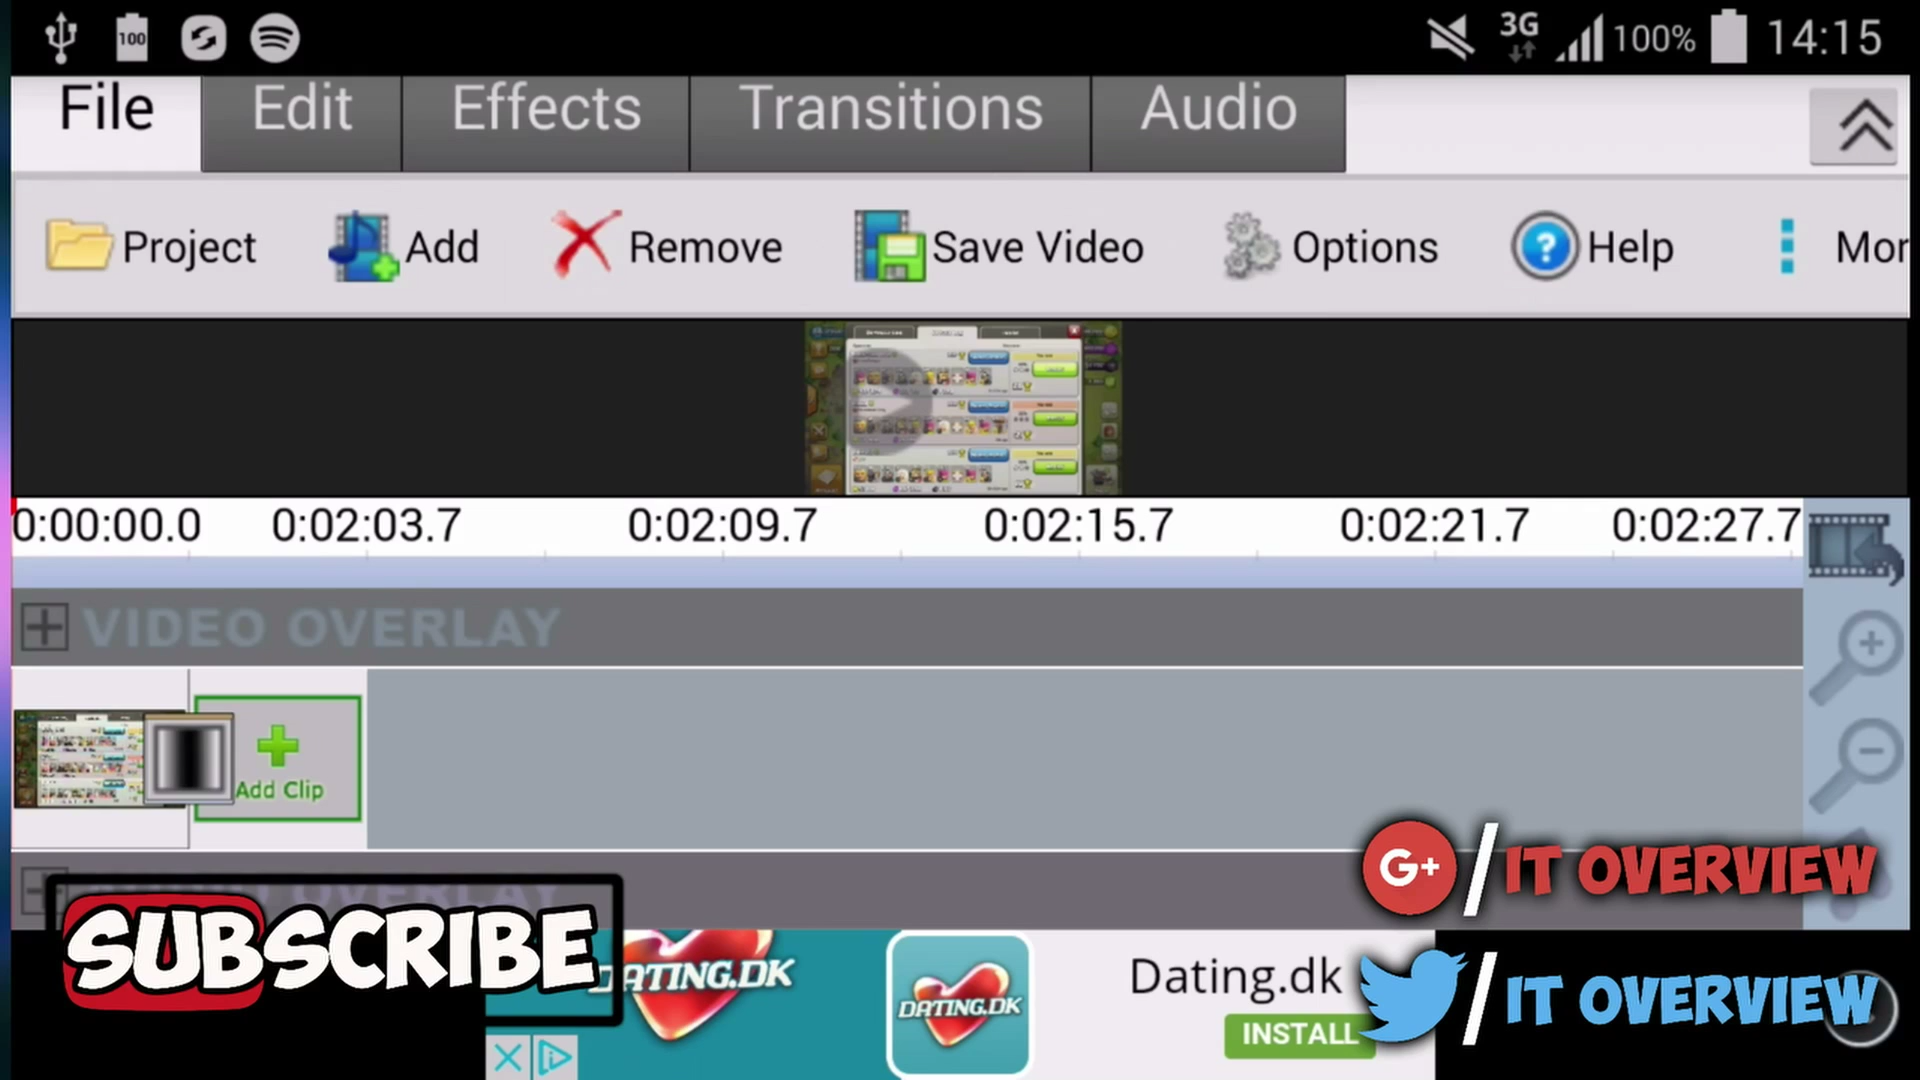 100 3G 100% 14:15
File Edit Effects Transitions Audio
Project Add Remove Save Video Options Help Mor
0:00:00.0 0:02:03.7 0:02:09.7 0:02:15.7 0:02:21.7 0:02:27.7
VIDEO OVERLAY
Add Clip
OVERLAY
G+/IT OVERVIEW
SUBSCRIBE
DATING.DK
DATING.DK
Dating.dk
INSTALL
/IT OVERVIEW